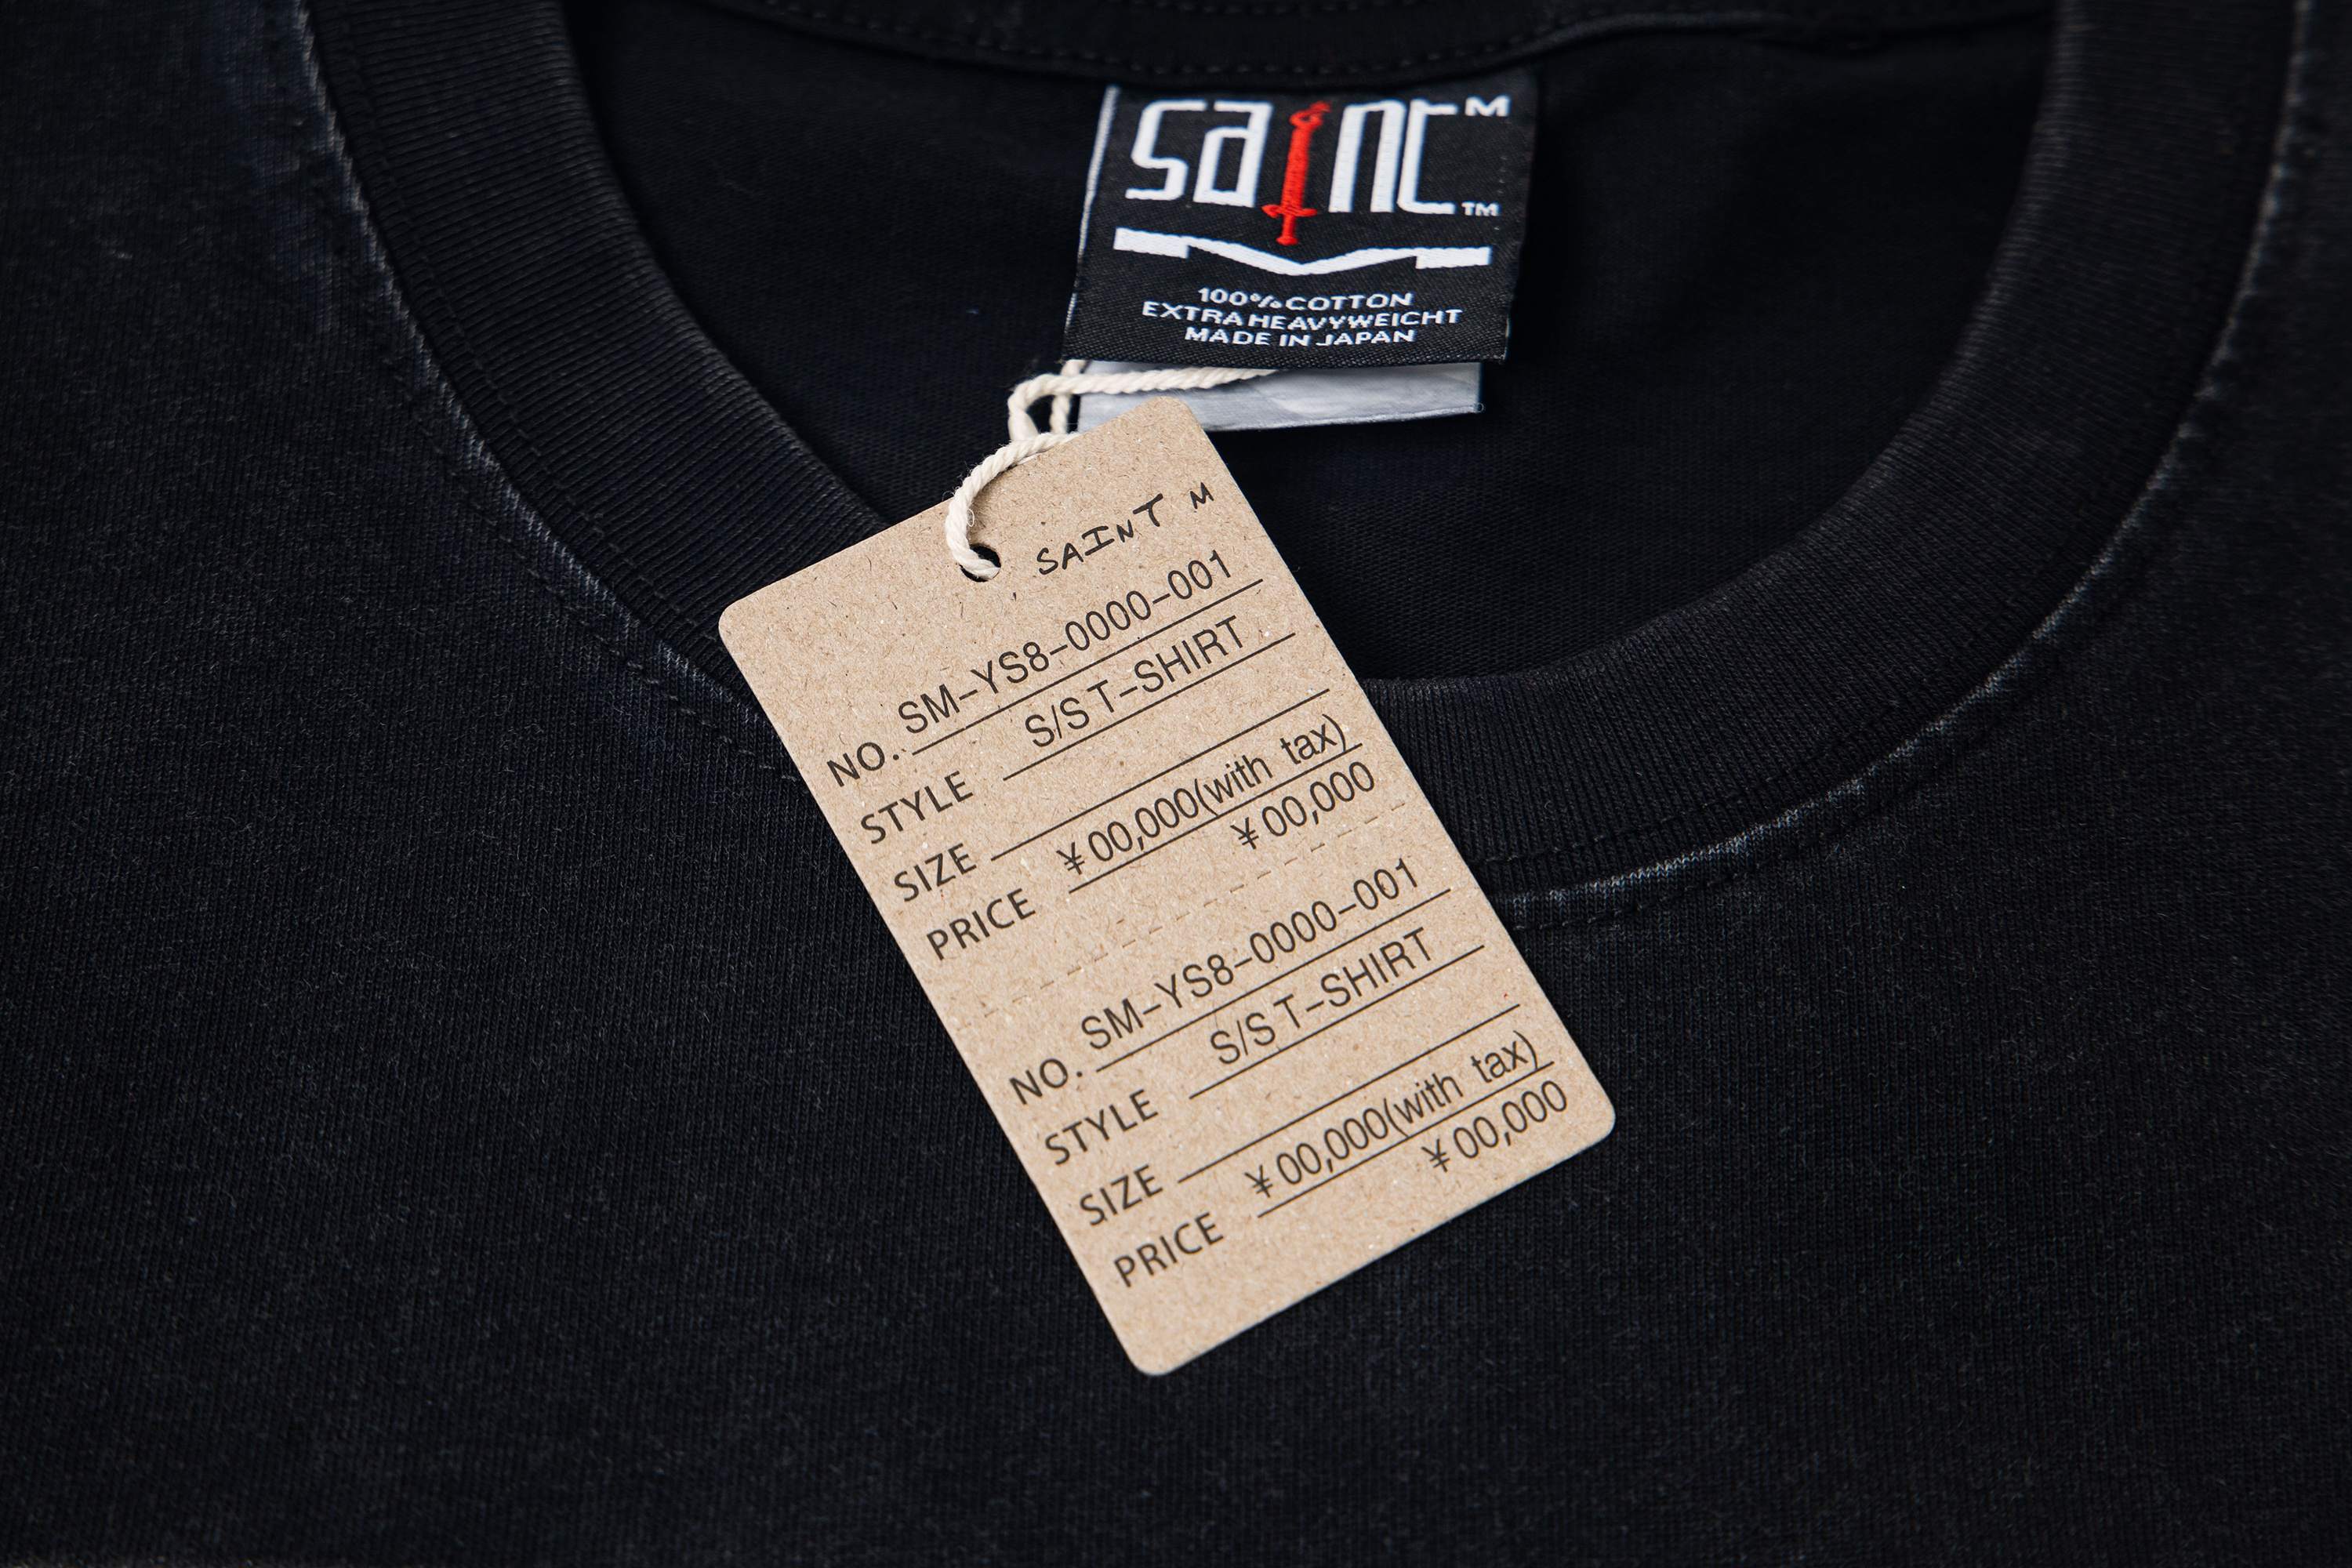 saint M
TM
100% COTTON
EXTRA HEAVYWEIGHT
MADE IN JAPAN
SAINT M
NO. SM-YS8-0000-001
STYLE S/S T-SHIRT
SIZE
PRICE ¥00,000(with tax)
¥00,000
NO. SM-YS8-0000-001
STYLE S/S T-SHIRT
SIZE
PRICE ¥00,000(with tax)
¥00,000